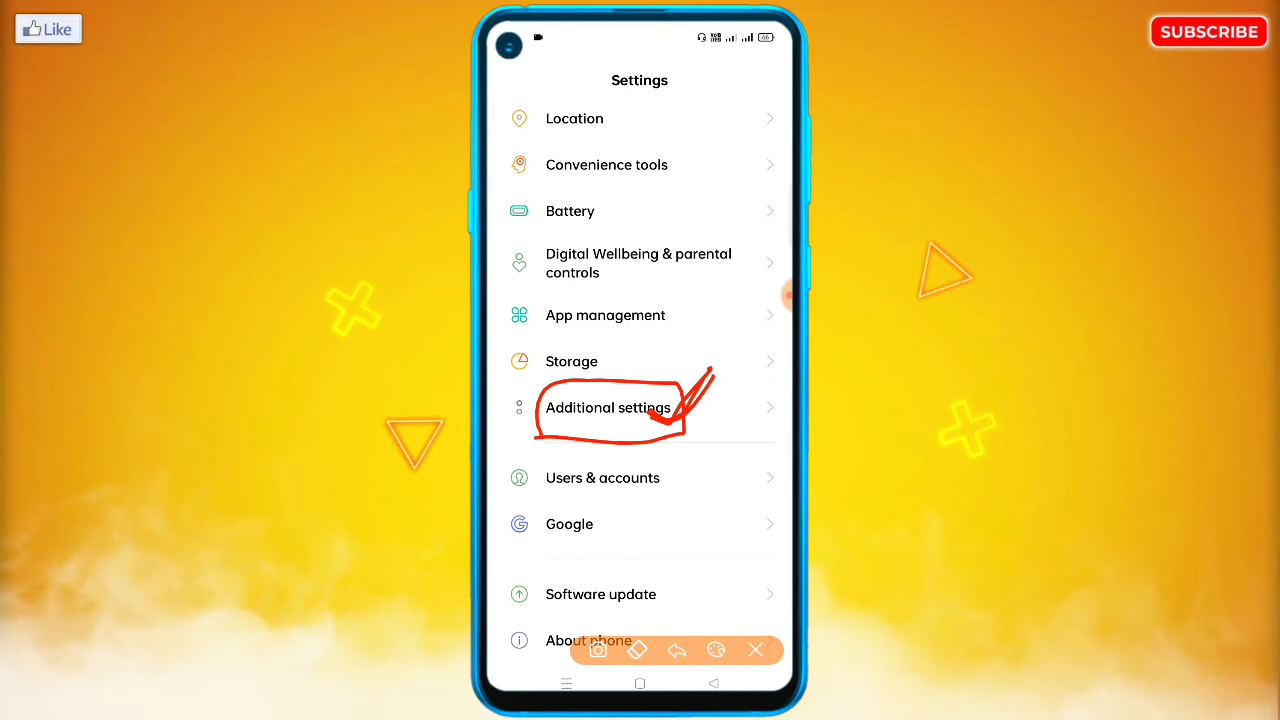 Like
SUBSCRIBE
66
Settings
Location
Convenience tools
Battery
Digital Wellbeing & parental
controls
App management
Storage
Additional settings
Users & accounts
Google
Software update
About phone